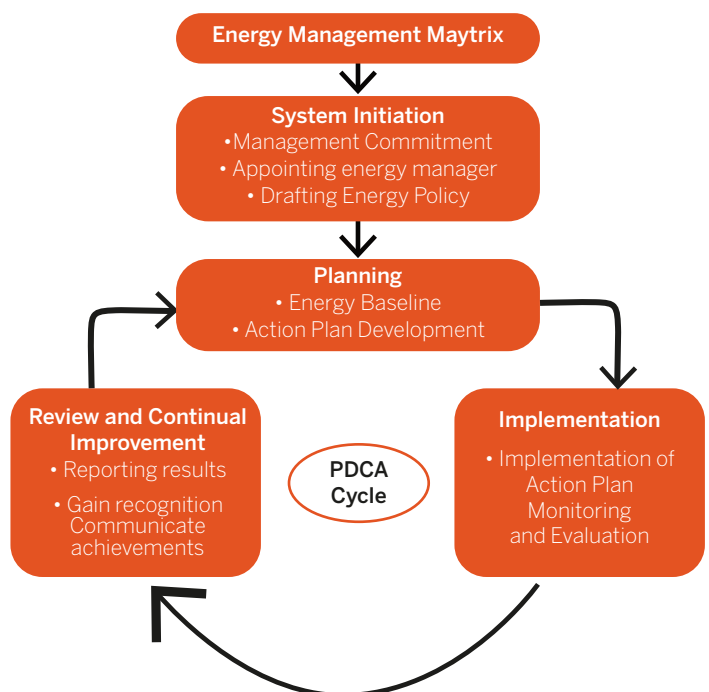 Energy Management Maytrix
System Initiation
•Management Commitment
• Appointing energy manager
• Drafting Energy Policy
Planning
• Energy Baseline
• Action Plan Development
Review and Continual
Improvement
• Reporting results
• Gain recognition
Communicate
achievements
PDCA
Cycle
Implementation
• Implementation of
Action Plan
Monitoring
and Evaluation